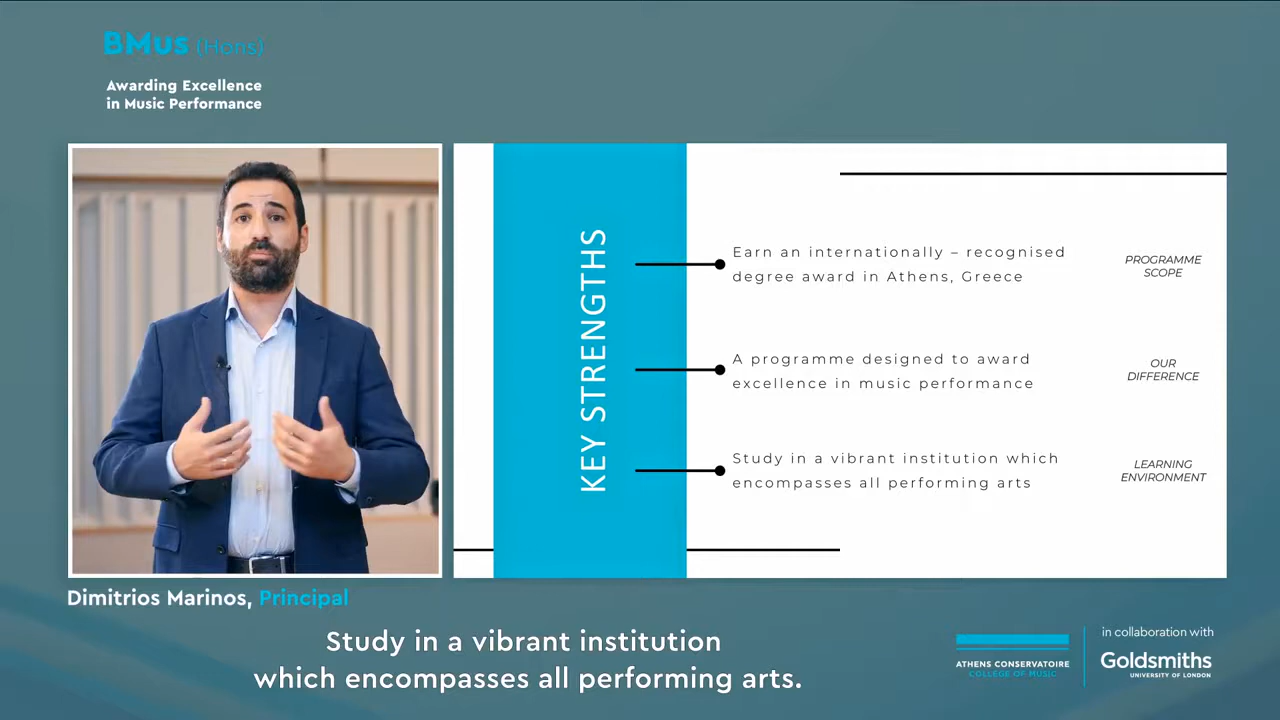 BMus (Hons)
Awarding Excellence
in Music Performance
KEY STRENGTHS
Earn an internationally – recognised
degree award in Athens, Greece
PROGRAMME
SCOPE
A programme designed to award
excellence in music performance
OUR
DIFFERENCE
Study in a vibrant institution which
encompasses all performing arts
LEARNING
ENVIRONMENT
Dimitrios Marinos, Principal
Study in a vibrant institution
which encompasses all performing arts.
ATHENS CONSERVATOIRE
COLLEGE OF MUSIC
in collaboration with
Goldsmiths
UNIVERSITY OF LONDON